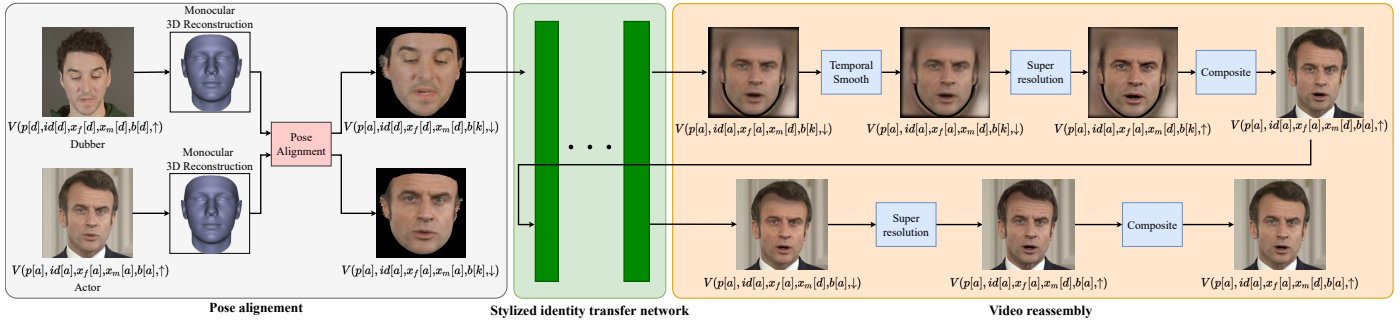 Monocular
3D Reconstruction
V(p[d],id[d],x_f[d],x_m[d],b[d],↑)
Dubber
Monocular
3D Reconstruction
V(p[a],id[a],x_f[a],x_m[a],b[a],↑)
Actor
Pose
Alignment
V(p[a],id[d],x_f[d],x_m[d],b[k],↓)
V(p[a],id[a],x_f[a],x_m[a],b[k],↓)
Pose alignement
Stylized identity transfer network
V(p[a],id[a],x_f[a],x_m[d],b[k],↓)
Temporal
Smooth
V(p[a],id[a],x_f[a],x_m[d],b[k],↓)
Super
resolution
V(p[a],id[a],x_f[a],x_m[d],b[k],↑)
Composite
V(p[a],id[a],x_f[a],x_m[d],b[a],↑)
V(p[a],id[a],x_f[a],x_m[d],b[a],↓)
Super
resolution
V(p[a],id[a],x_f[a],x_m[d],b[a],↑)
Composite
V(p[a],id[a],x_f[a],x_m[d],b[a],↑)
Video reassembly